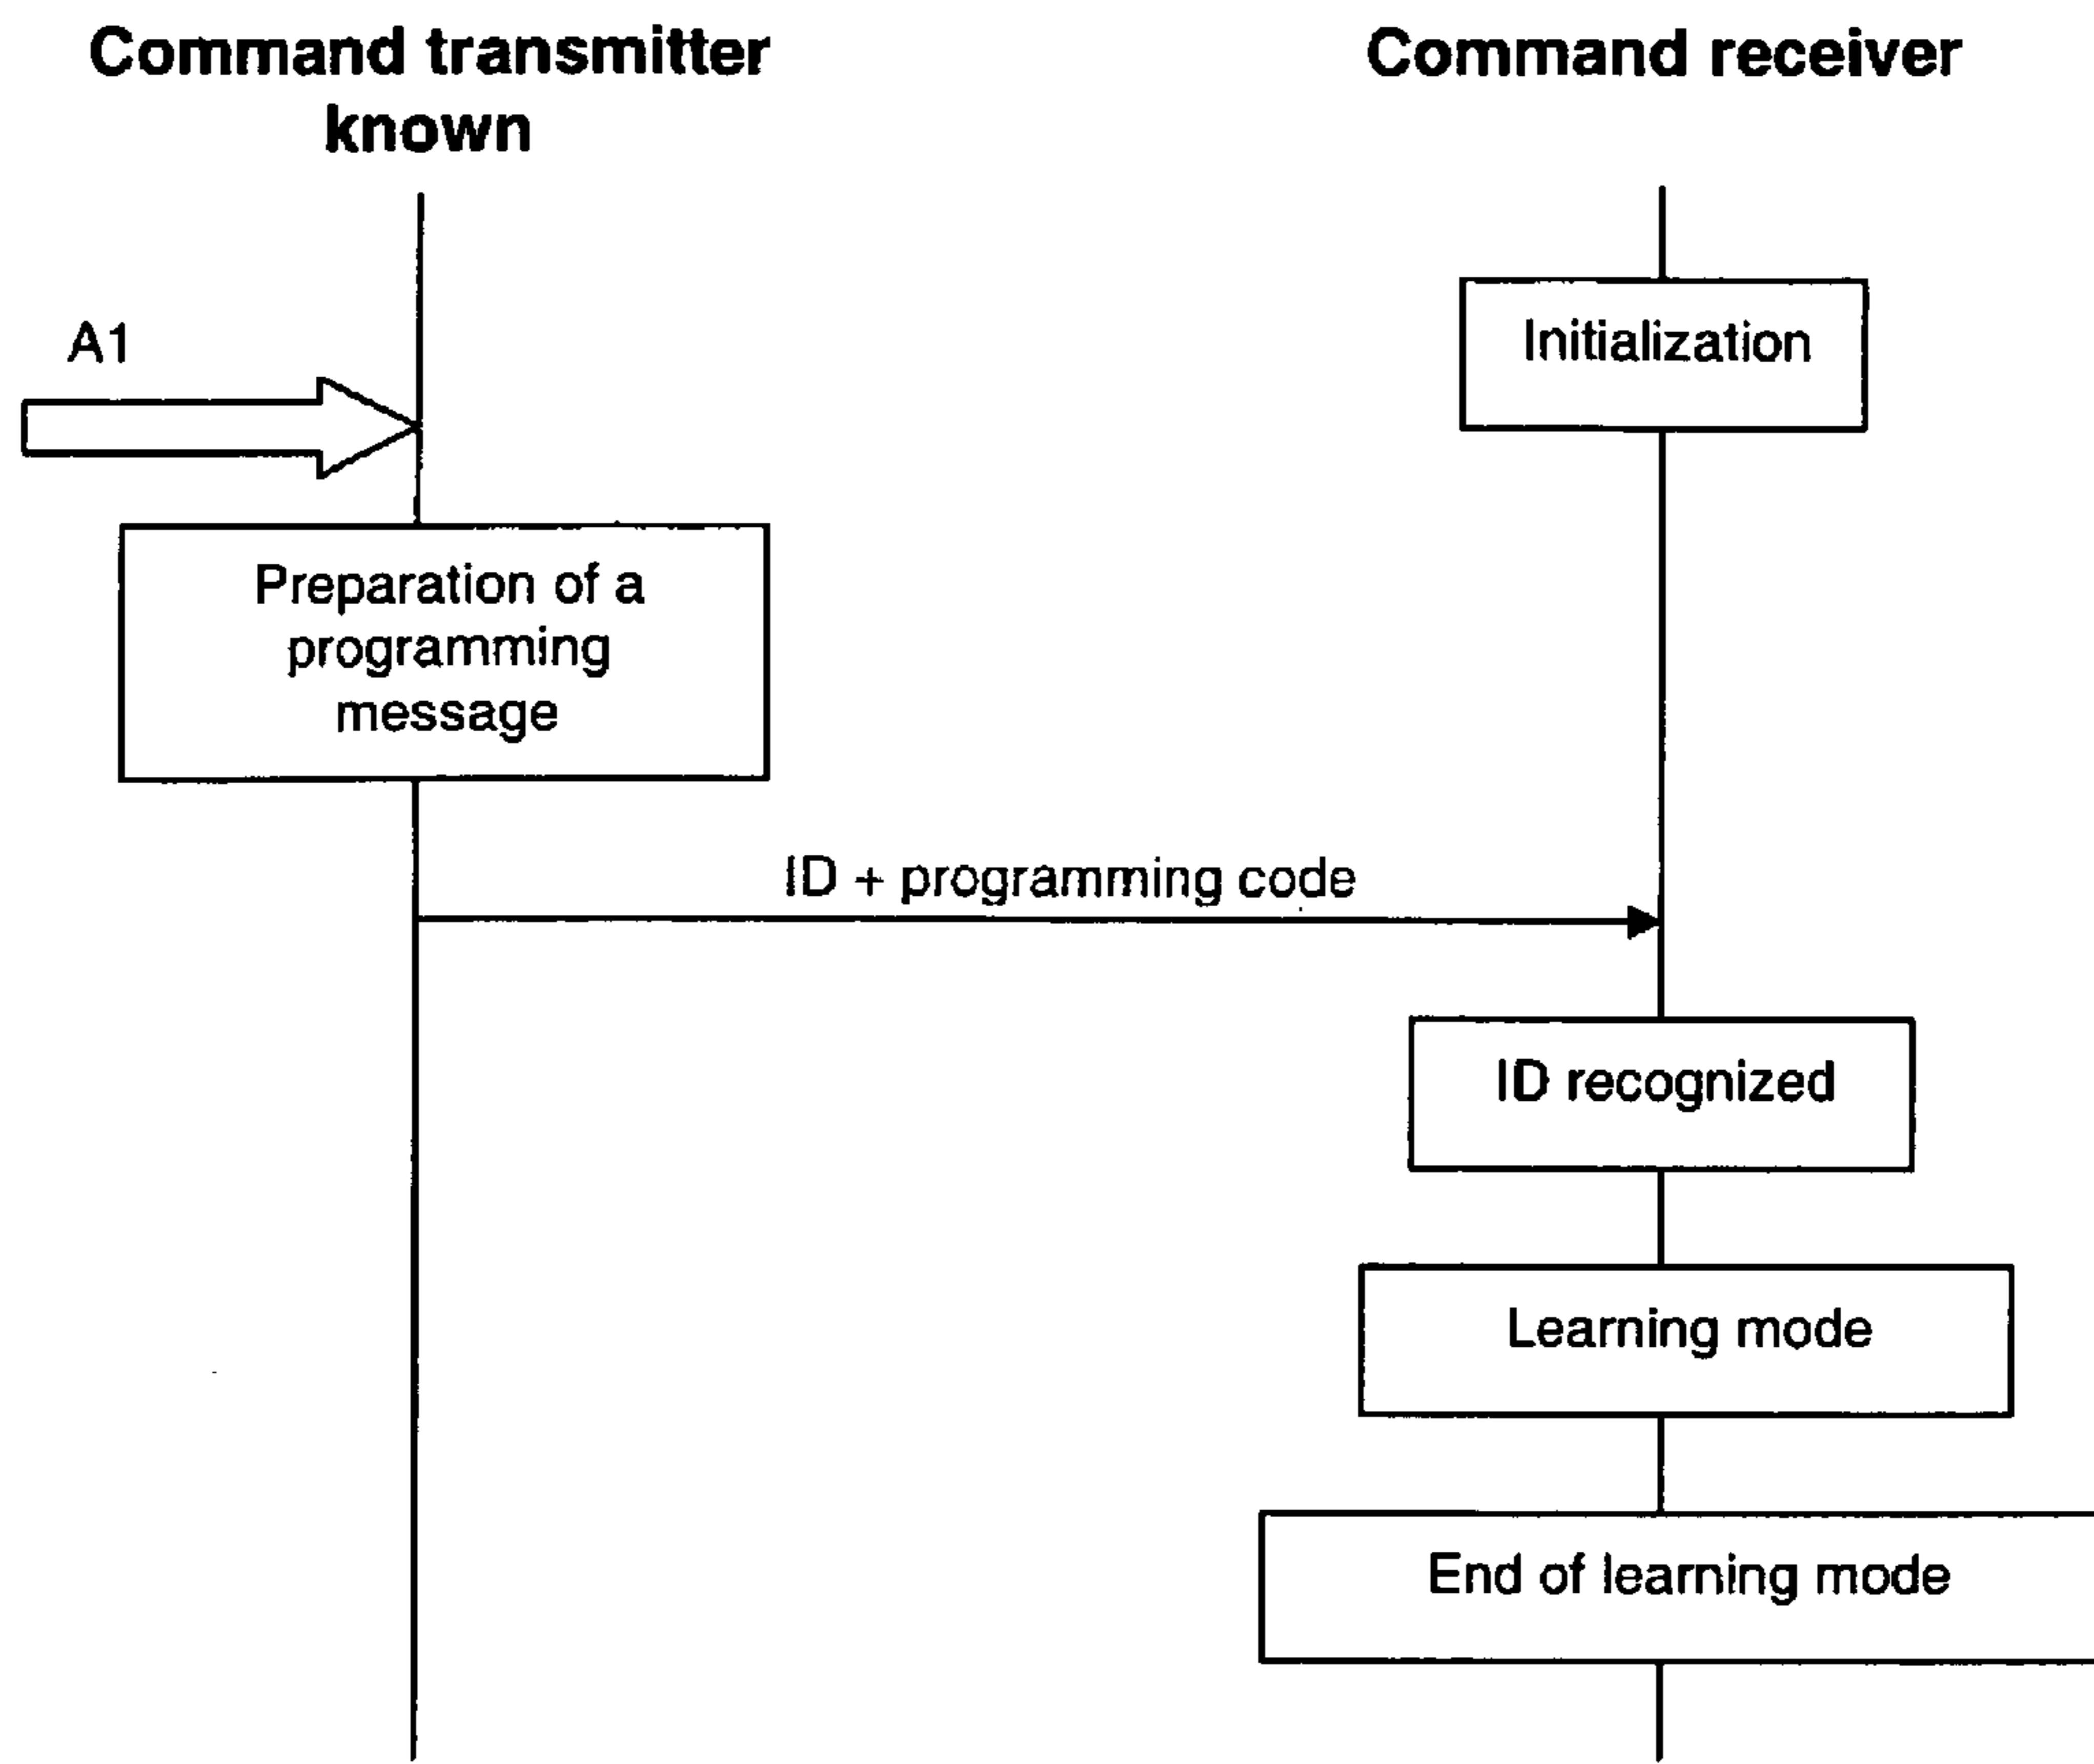 Command transmitter
known
Command receiver
A1
Initialization
Preparation of a
programming
message
ID + programming code
ID recognized
Learning mode
End of learning mode